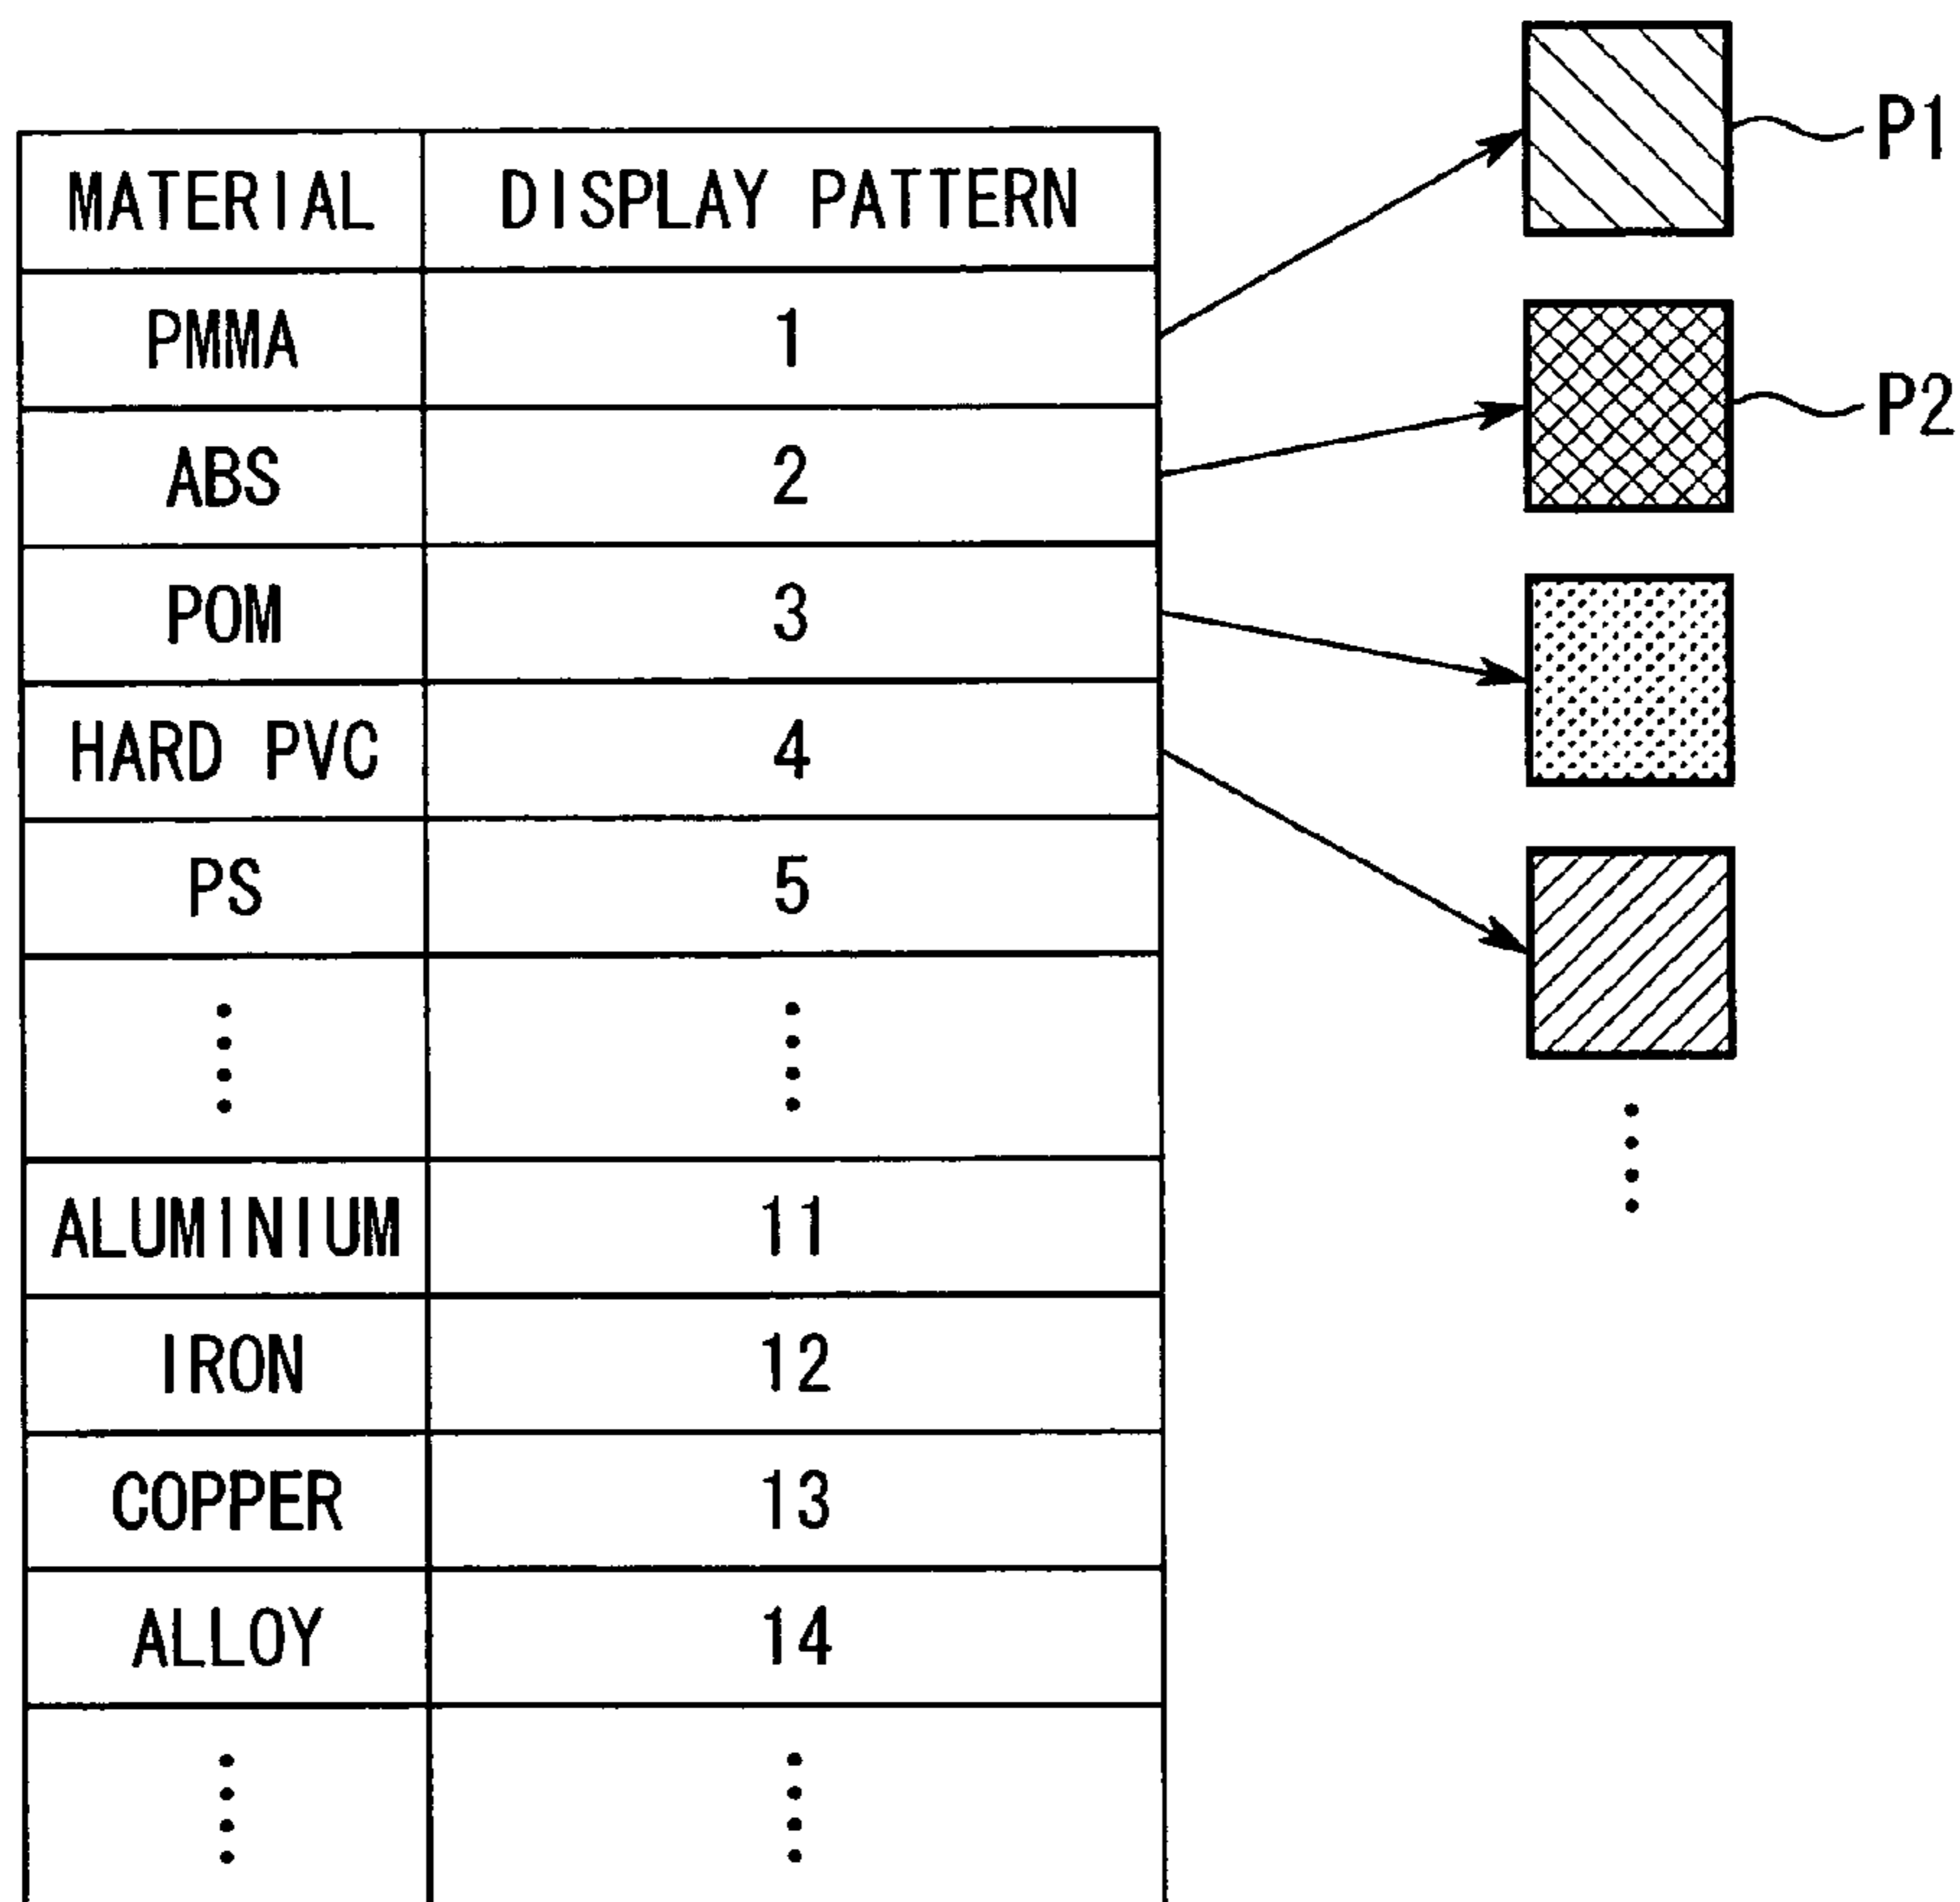 MATERIAL DISPLAY PATTERN
PMMA 1
ABS 2
POM 3
HARD PVC 4
PS 5
ALUMINIUM 11
IRON 12
COPPER 13
ALLOY 14
P1
P2